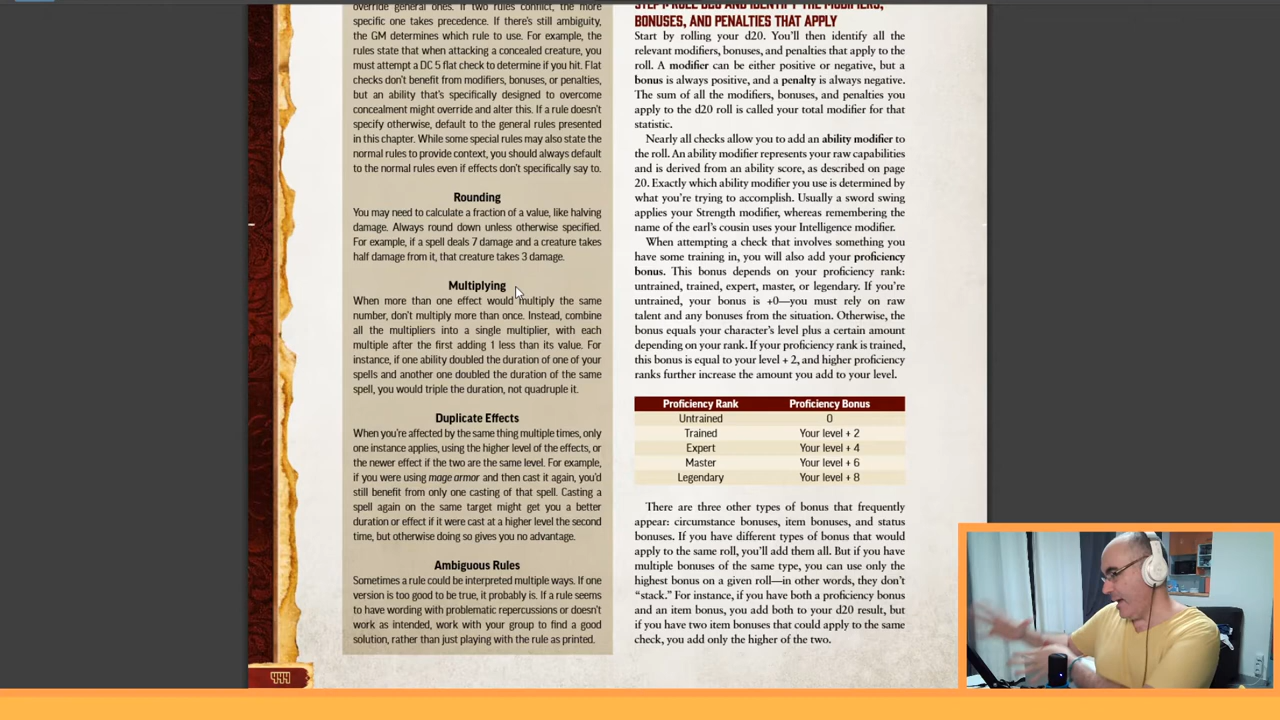 override general ones. If two rules conflict, the more
specific one takes precedence. If there's still ambiguity,
the GM determines which rule to use. For example, the
rules state that when attacking a concealed creature, you
must attempt a DC 5 flat check to determine if you hit. Flat
checks don't benefit from modifiers, bonuses, or penalties,
but an ability that's specifically designed to overcome
concealment might override and alter this. If a rule doesn't
specify otherwise, default to the general rules presented
in this chapter. While some special rules may also state the
normal rules to provide context, you should always default
to the normal rules even if effects don't specifically say to.
Rounding
You may need to calculate a fraction of a value, like halving
damage. Always round down unless otherwise specified.
For example, if a spell deals 7 damage and a creature takes
half damage from it, that creature takes 3 damage.
Multiplying
When more than one effect would multiply the same
number, don't multiply more than once. Instead, combine
all the multipliers into a single multiplier, with each
multiple after the first adding 1 less than its value. For
instance, if one ability doubled the duration of one of your
spells and another one doubled the duration of the same
spell, you would triple the duration, not quadruple it.
Duplicate Effects
When you're affected by the same thing multiple times, only
one instance applies, using the higher level of the effects, or
the newer effect if the two are the same level. For example,
if you were using mage armor and then cast it again, you'd
still benefit from only one casting of that spell. Casting a
spell again on the same target might get you a better
duration or effect if it were cast at a higher level the second
time, but otherwise doing so gives you no advantage.
Ambiguous Rules
Sometimes a rule could be interpreted multiple ways. If one
version is too good to be true, it probably is. If a rule seems
to have wording with problematic repercussions or doesn't
work as intended, work with your group to find a good
solution, rather than just playing with the rule as printed.
444
STEP 1: ROLL D20 AND IDENTIFY THE MODIFIERS,
BONUSES, AND PENALTIES THAT APPLY
Start by rolling your d20. You'll then identify all the
relevant modifiers, bonuses, and penalties that apply to the
roll. A modifier can be either positive or negative, but a
bonus is always positive, and a penalty is always negative.
The sum of all the modifiers, bonuses, and penalties you
apply to the d20 roll is called your total modifier for that
statistic.
Nearly all checks allow you to add an ability modifier to
the roll. An ability modifier represents your raw capabilities
and is derived from an ability score, as described on page
20. Exactly which ability modifier you use is determined by
what you're trying to accomplish. Usually a sword swing
applies your Strength modifier, whereas remembering the
name of the earl's cousin uses your Intelligence modifier.
When attempting a check that involves something you
have some training in, you will also add your proficiency
bonus. This bonus depends on your proficiency rank:
untrained, trained, expert, master, or legendary. If you're
untrained, your bonus is +0—you must rely on raw
talent and any bonuses from the situation. Otherwise, the
bonus equals your character's level plus a certain amount
depending on your rank. If your proficiency rank is trained,
this bonus is equal to your level + 2, and higher proficiency
ranks further increase the amount you add to your level.
Proficiency Rank Proficiency Bonus
Untrained 0
Trained Your level + 2
Expert Your level + 4
Master Your level + 6
Legendary Your level + 8
There are three other types of bonus that frequently
appear: circumstance bonuses, item bonuses, and status
bonuses. If you have different types of bonus that would
apply to the same roll, you'll add them all. But if you have
multiple bonuses of the same type, you can use only the
highest bonus on a given roll—in other words, they don't
“stack.” For instance, if you have both a proficiency bonus
and an item bonus, you add both to your d20 result, but
if you have two item bonuses that could apply to the same
check, you add only the higher of the two.